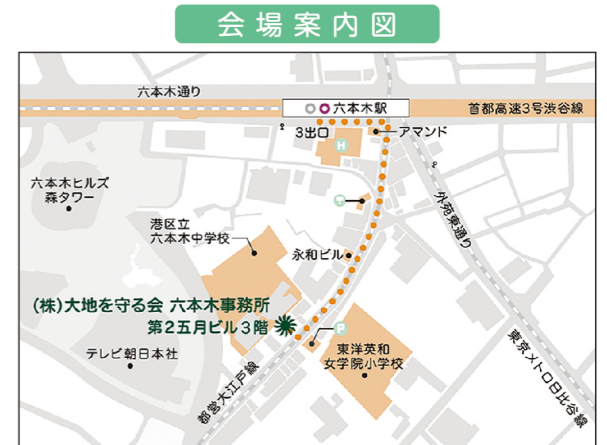 会場案内図
六本木通り
六本木駅
首都高速3号渋谷線
3出口
アマンド
H
六本木ヒルズ
森タワー
外苑東通り
港区立
六本木中学校
永和ビル
(株)大地を守る会 六本木事務所
第2五月ビル3階
P
テレビ朝日本社
東洋英和
女学院小学校
都営大江戸線
東京メトロ日比谷線